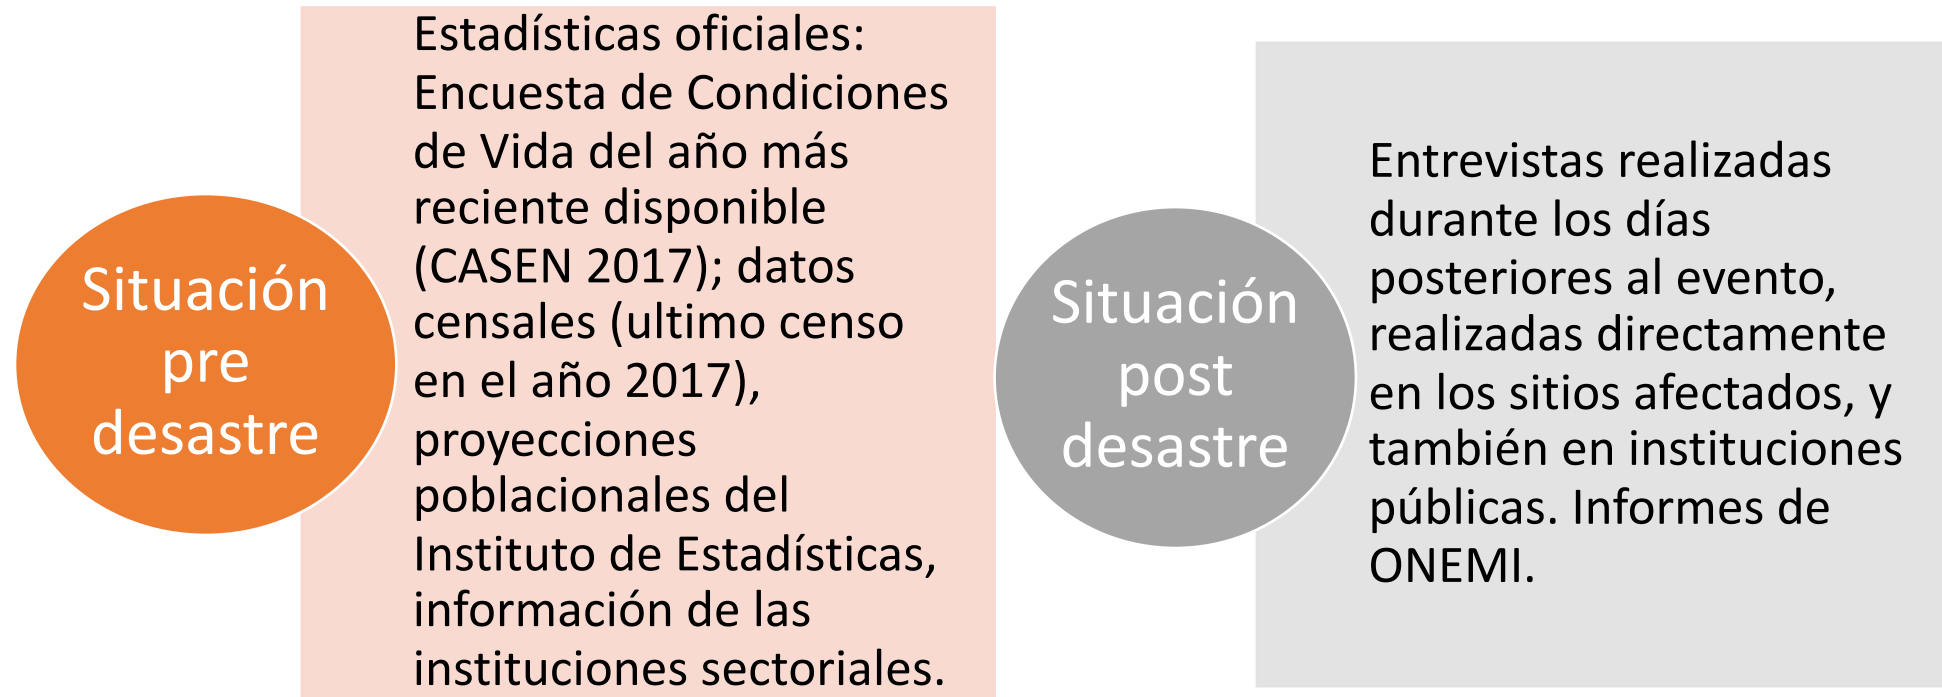 Situación
pre
desastre
Estadísticas oficiales:
Encuesta de Condiciones
de Vida del año más
reciente disponible
(CASEN 2017); datos
censales (ultimo censo
en el año 2017),
proyecciones
poblacionales del
Instituto de Estadísticas,
información de las
instituciones sectoriales.
Situación
post
desastre
Entrevistas realizadas
durante los días
posteriores al evento,
realizadas directamente
en los sitios afectados, y
también en instituciones
públicas. Informes de
ONEMI.